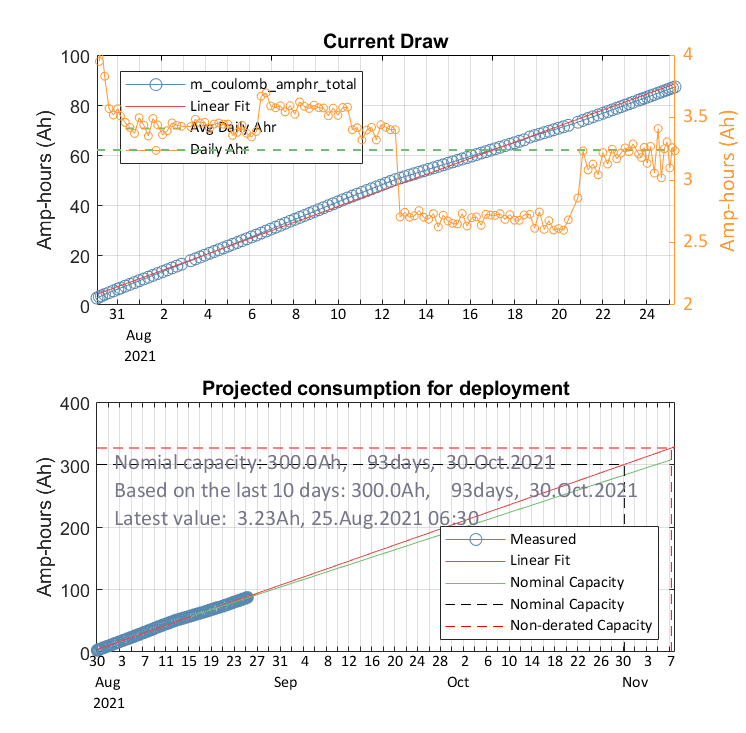 Current Draw
100
80
60
40
20
0
Amp-hours (Ah)
4
3.5
3
2.5
2
Amp-hours (Ah)
m_coulomb_amphr_total
Linear Fit
Avg Daily Ahr
Daily Ahr
31 2 4 6 8 10 12 14 16 18 20 22 24
Aug
2021
Projected consumption for deployment
400
300
200
100
0
Amp-hours (Ah)
Nomial capacity: 300.0Ah, 93days, 30.Oct.2021
Based on the last 10 days: 300.0Ah, 93days, 30.Oct.2021
Latest value: 3.23Ah, 25.Aug.2021 06:30
Measured
Linear Fit
Nominal Capacity
Nominal Capacity
Non-derated Capacity
30 3 7 11 15 19 23 27 31 4 8 12 16 20 24 28 2 6 10 14 18 22 26 30 3 7
Aug Sep Oct Nov
2021